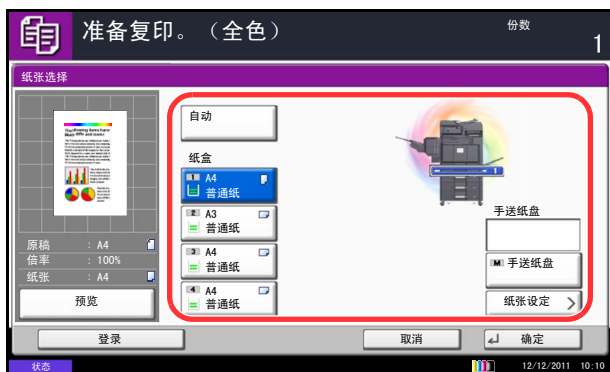 准备复印。（全色）
份数
1
纸张选择
原稿 : A4
倍率 : 100%
纸张 : A4
预览
自动
纸盒
1 A4
普通纸
2 A3
普通纸
3 A4
普通纸
4 A4
普通纸
1
手送纸盘
M 手送纸盘
纸张设定
登录
取消
确定
状态
12/12/2011 10:10